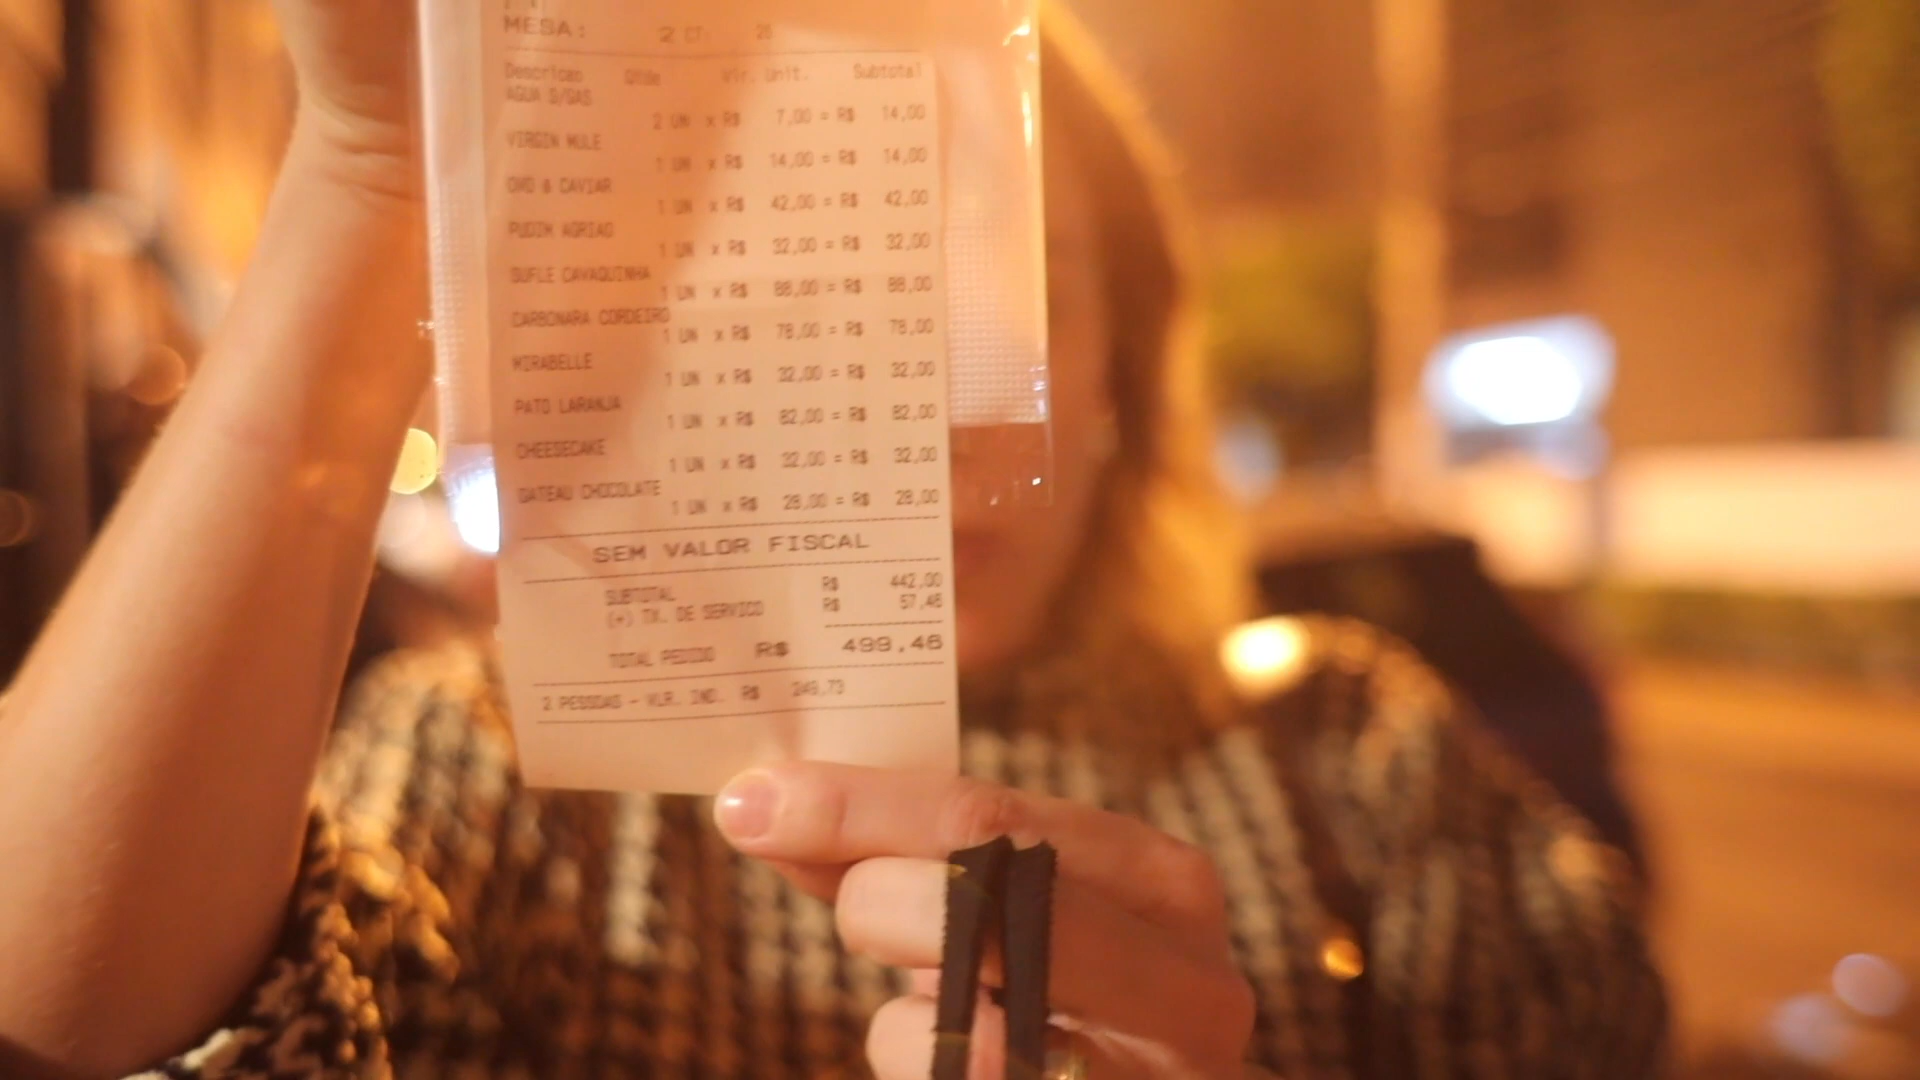 MESA: 2 CT: 26
Descricao Qtde Vlr. Unit. Subtotal
AGUA S/GAS
2 UN x R$ 7,00 = R$ 14,00
VIRGIN MULE
1 UN x R$ 14,00 = R$ 14,00
OVO & CAVIAR
1 UN x R$ 42,00 = R$ 42,00
PUDIM AGRIAO
1 UN x R$ 32,00 = R$ 32,00
SUFLE CAVAQUINHA
1 UN x R$ 88,00 = R$ 88,00
CARBONARA CORDEIRO
1 UN x R$ 78,00 = R$ 78,00
MIRABELLE
1 UN x R$ 32,00 = R$ 32,00
PATO LARANJA
1 UN x R$ 82,00 = R$ 82,00
CHEESECAKE
1 UN x R$ 32,00 = R$ 32,00
GATEAU CHOCOLATE
1 UN x R$ 28,00 = R$ 28,00
SEM VALOR FISCAL
SUBTOTAL R$ 442,00
(+) TX. DE SERVICO R$ 57,46
TOTAL PEDIDO R$ 499,46
2 PESSOAS - VLR. IND. R$ 249,73